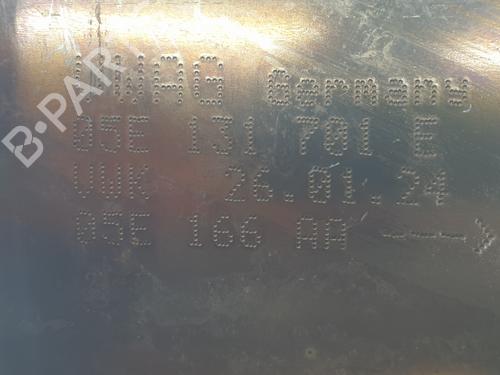 VWAG Germany
05E 131 701 E
VWK 26.01.24
05E 166 AA --->
B-PARTS